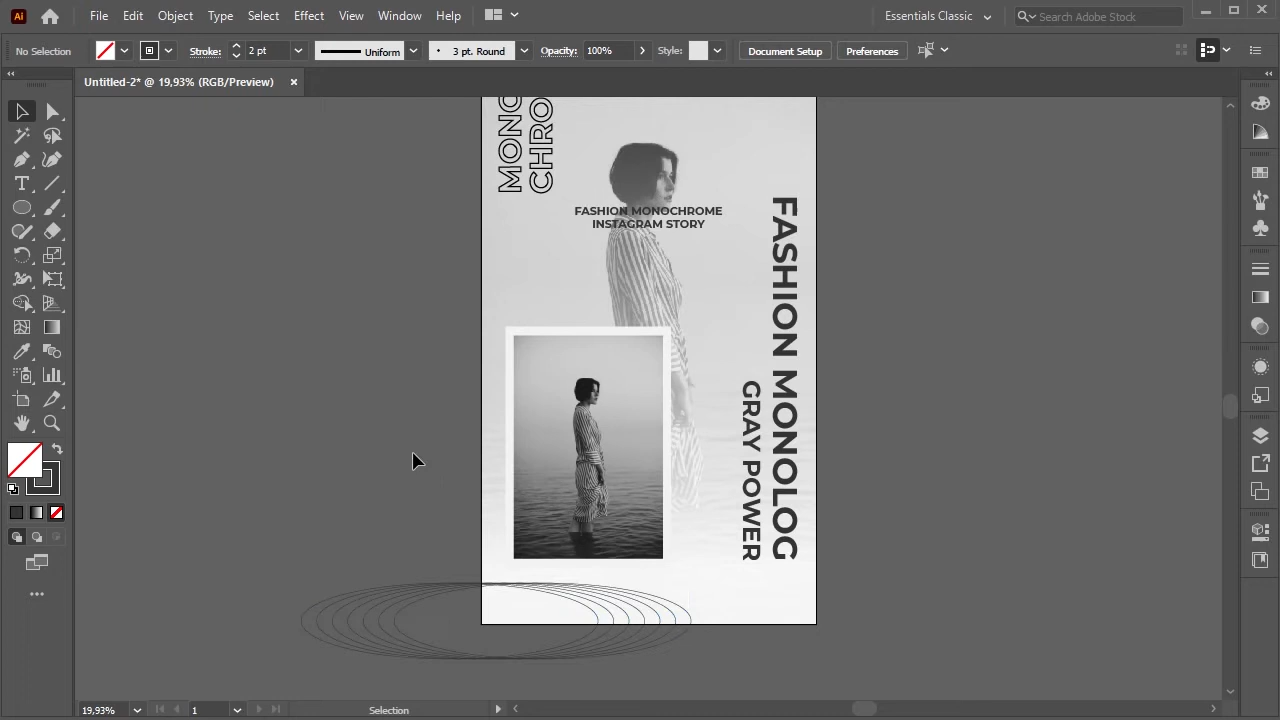 Ai File Edit Object Type Select Effect View Window Help Essentials Classic Search Adobe Stock
No Selection Stroke: 2 pt Uniform 3 pt. Round Opacity: 100% Style: Document Setup Preferences
Untitled-2* @ 19,93% (RGB/Preview)
MONO
CHRO
FASHION MONOCHROME
INSTAGRAM STORY
FASHION MONOLOG
GRAY POWER
19,93% 1 Selection